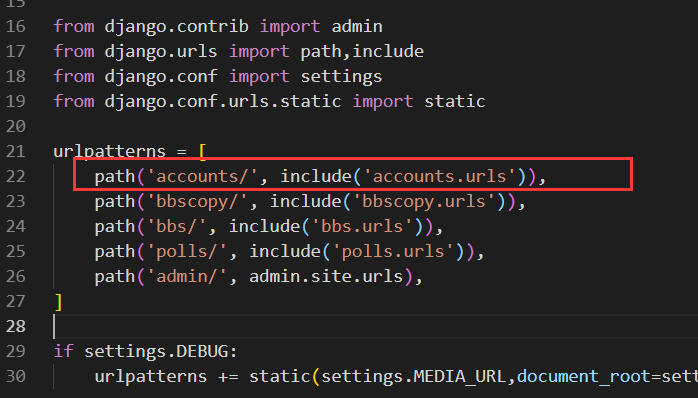 15
16 from django.contrib import admin
17 from django.urls import path,include
18 from django.conf import settings
19 from django.conf.urls.static import static
20
21 urlpatterns = [
22 path('accounts/', include('accounts.urls')),
23 path('bbscopy/', include('bbscopy.urls')),
24 path('bbs/', include('bbs.urls')),
25 path('polls/', include('polls.urls')),
26 path('admin/', admin.site.urls),
27 ]
28
29 if settings.DEBUG:
30 urlpatterns += static(settings.MEDIA_URL,document_root=sett